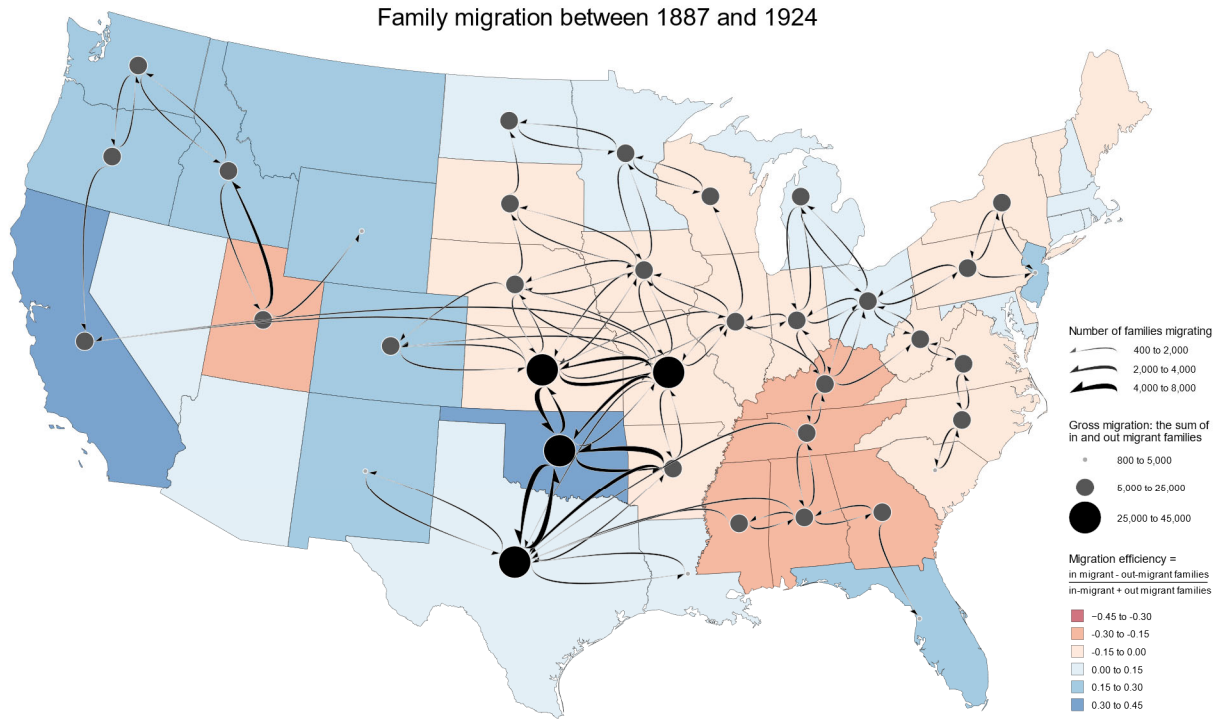 Family migration between 1887 and 1924
Number of families migrating
400 to 2,000
2,000 to 4,000
4,000 to 8,000
Gross migration: the sum of
in and out migrant families
800 to 5,000
5,000 to 25,000
25,000 to 45,000
Migration efficiency =
in migrant - out-migrant families
in-migrant + out migrant families
−0.45 to -0.30
-0.30 to -0.15
-0.15 to 0.00
0.00 to 0.15
0.15 to 0.30
0.30 to 0.45